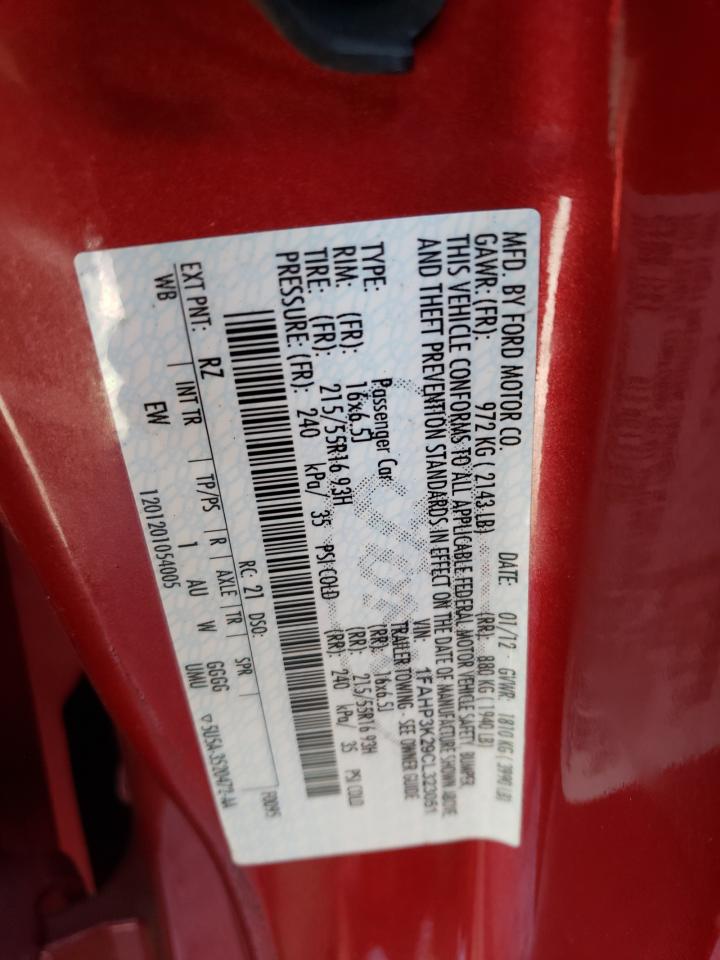 MFD. BY FORD MOTOR CO. DATE: 01/12 GVWR: 1810 KG ( 3990 LB)
GAWR: (FR): 972 KG ( 2143 LB) (RR): 880 KG ( 1940 LB)
THIS VEHICLE CONFORMS TO ALL APPLICABLE FEDERAL MOTOR VEHICLE SAFETY BUMPER
AND THEFT PREVENTION STANDARDS IN EFFECT ON THE DATE OF MANUFACTURE SHOWN ABOVE.
VIN: 1FAHP3K29CL323081
TYPE: Passenger Car TRAILER TOWING - SEE OWNER GUIDE
RIM: (FR): 16x6.5J (RR): 16x6.5J
TIRE: (FR): 215/55R16 93H (RR): 215/55R16 93H
PRESSURE: (FR): 240 kPa/ 35 PSI COLD (RR): 240 kPa/ 35 PSI COLD
RC: 21 DSO: F0095
EXT PNT: RZ
WB INT TR TP/PS R AXLE TR SPR
EW 1 AU W GGGG
120120105400 UMU